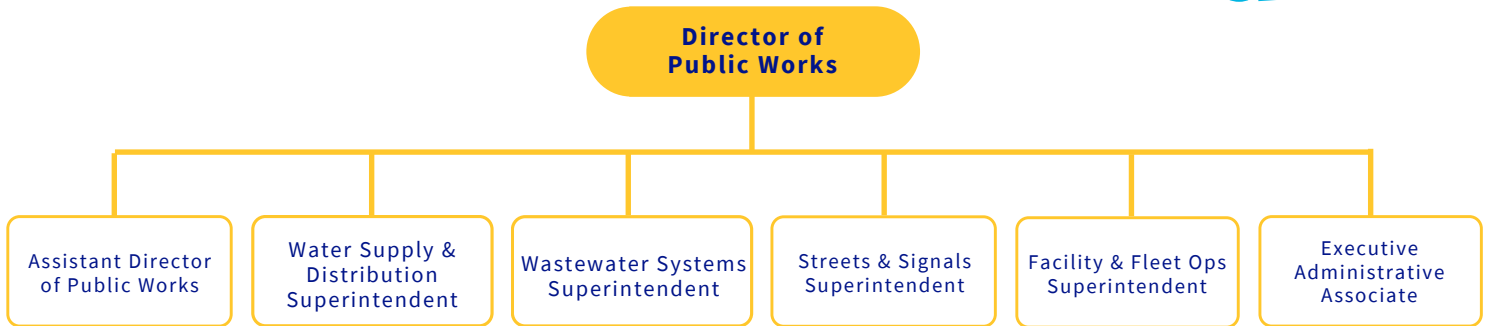 Director of
Public Works
Assistant Director
of Public Works
Water Supply &
Distribution
Superintendent
Wastewater Systems
Superintendent
Streets & Signals
Superintendent
Facility & Fleet Ops
Superintendent
Executive
Administrative
Associate